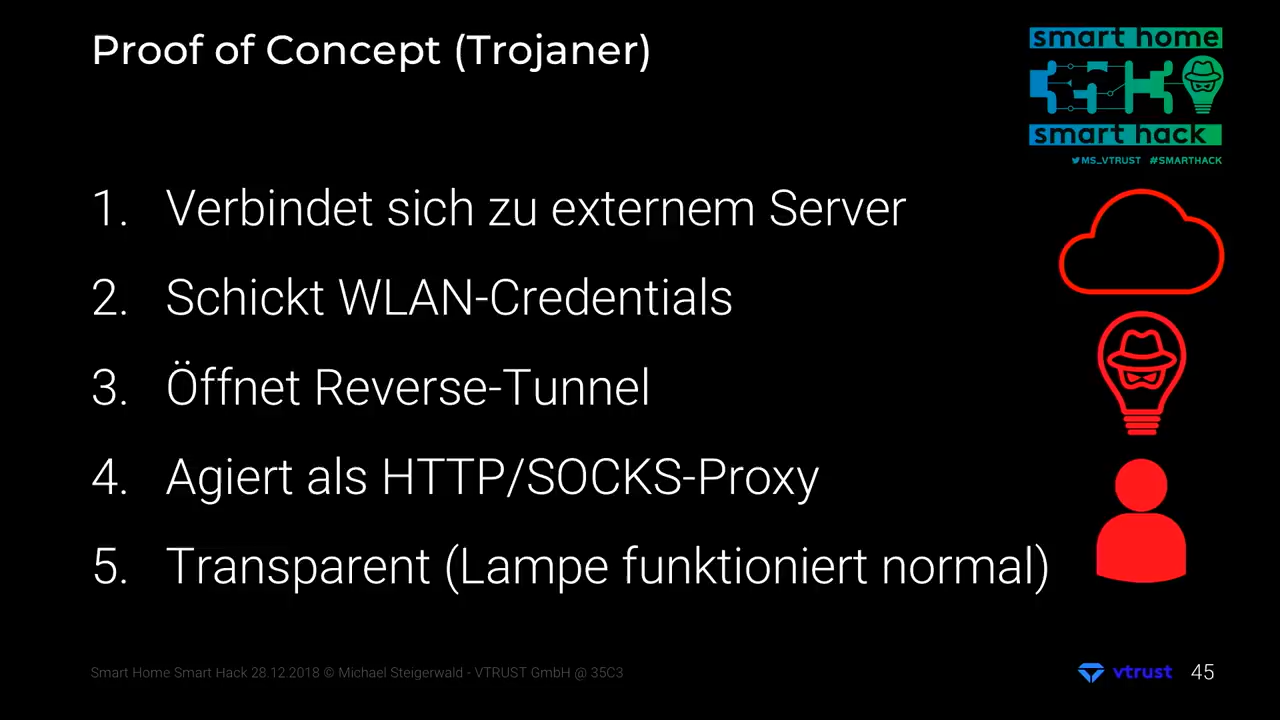 Proof of Concept (Trojaner)
smart home
35C3
smart hack
MS_VTRUST #SMARTHACK
1. Verbindet sich zu externem Server
2. Schickt WLAN-Credentials
3. Öffnet Reverse-Tunnel
4. Agiert als HTTP/SOCKS-Proxy
5. Transparent (Lampe funktioniert normal)
Smart Home Smart Hack 28.12.2018 © Michael Steigerwald - VTRUST GmbH @ 35C3
vtrust 45